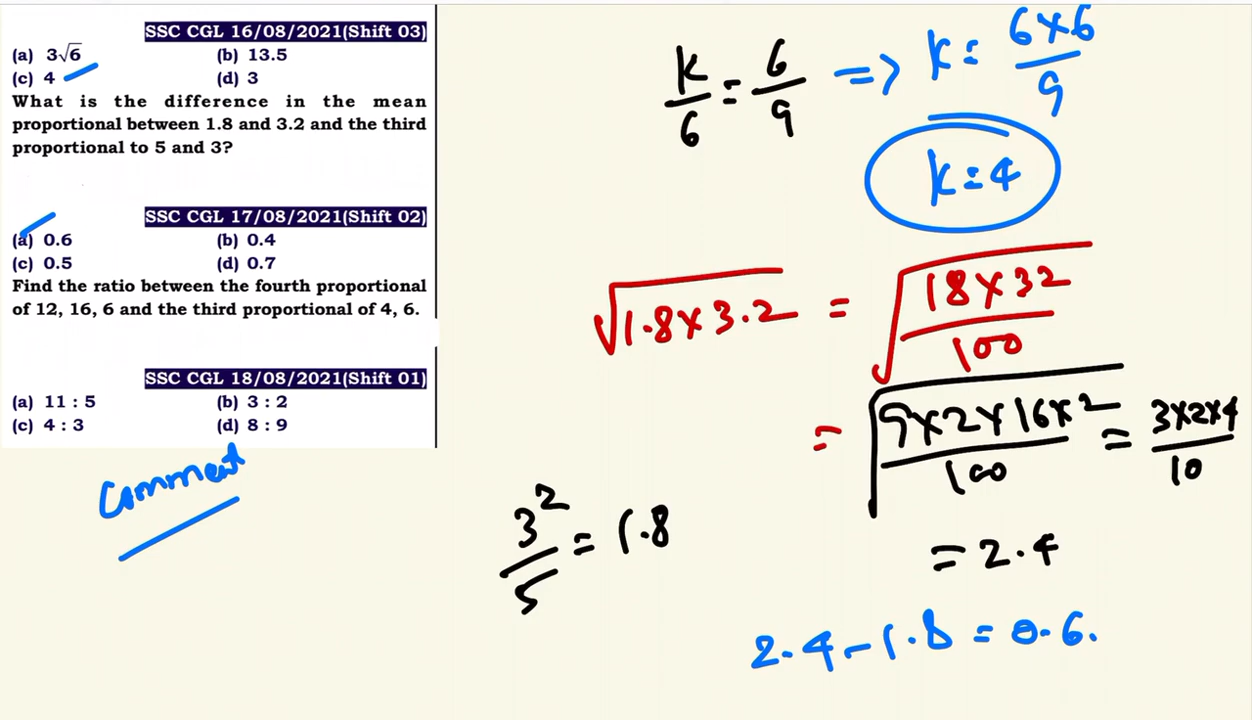 SSC CGL 16/08/2021(Shift 03)
(a) 3√6 (b) 13.5
(c) 4 (d) 3
What is the difference in the mean
proportional between 1.8 and 3.2 and the third
proportional to 5 and 3?
SSC CGL 17/08/2021(Shift 02)
(a) 0.6 (b) 0.4
(c) 0.5 (d) 0.7
Find the ratio between the fourth proportional
of 12, 16, 6 and the third proportional of 4, 6.
SSC CGL 18/08/2021(Shift 01)
(a) 11 : 5 (b) 3 : 2
(c) 4 : 3 (d) 8 : 9
Comment
k/6 = 6/9 => k = 6×6/9
k = 4
√1.8×3.2 = √18×32/100
= √9×2×16×2/100 = 3×2×4/10
= 2.4
3²/5 = 1.8
2.4 - 1.8 = 0.6.